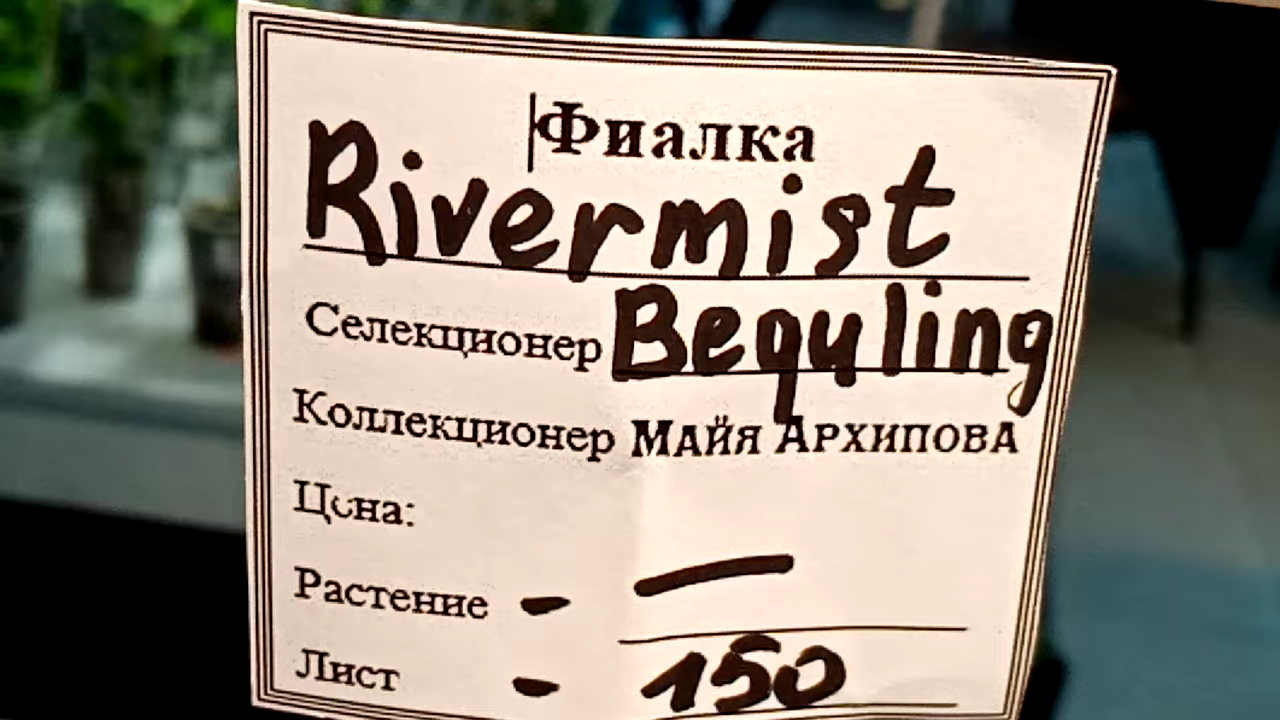 Фиалка
Rivermist
Селекционер Bequling
Коллекционер Майя Архипова
Цена:
Растение - —
Лист - 150